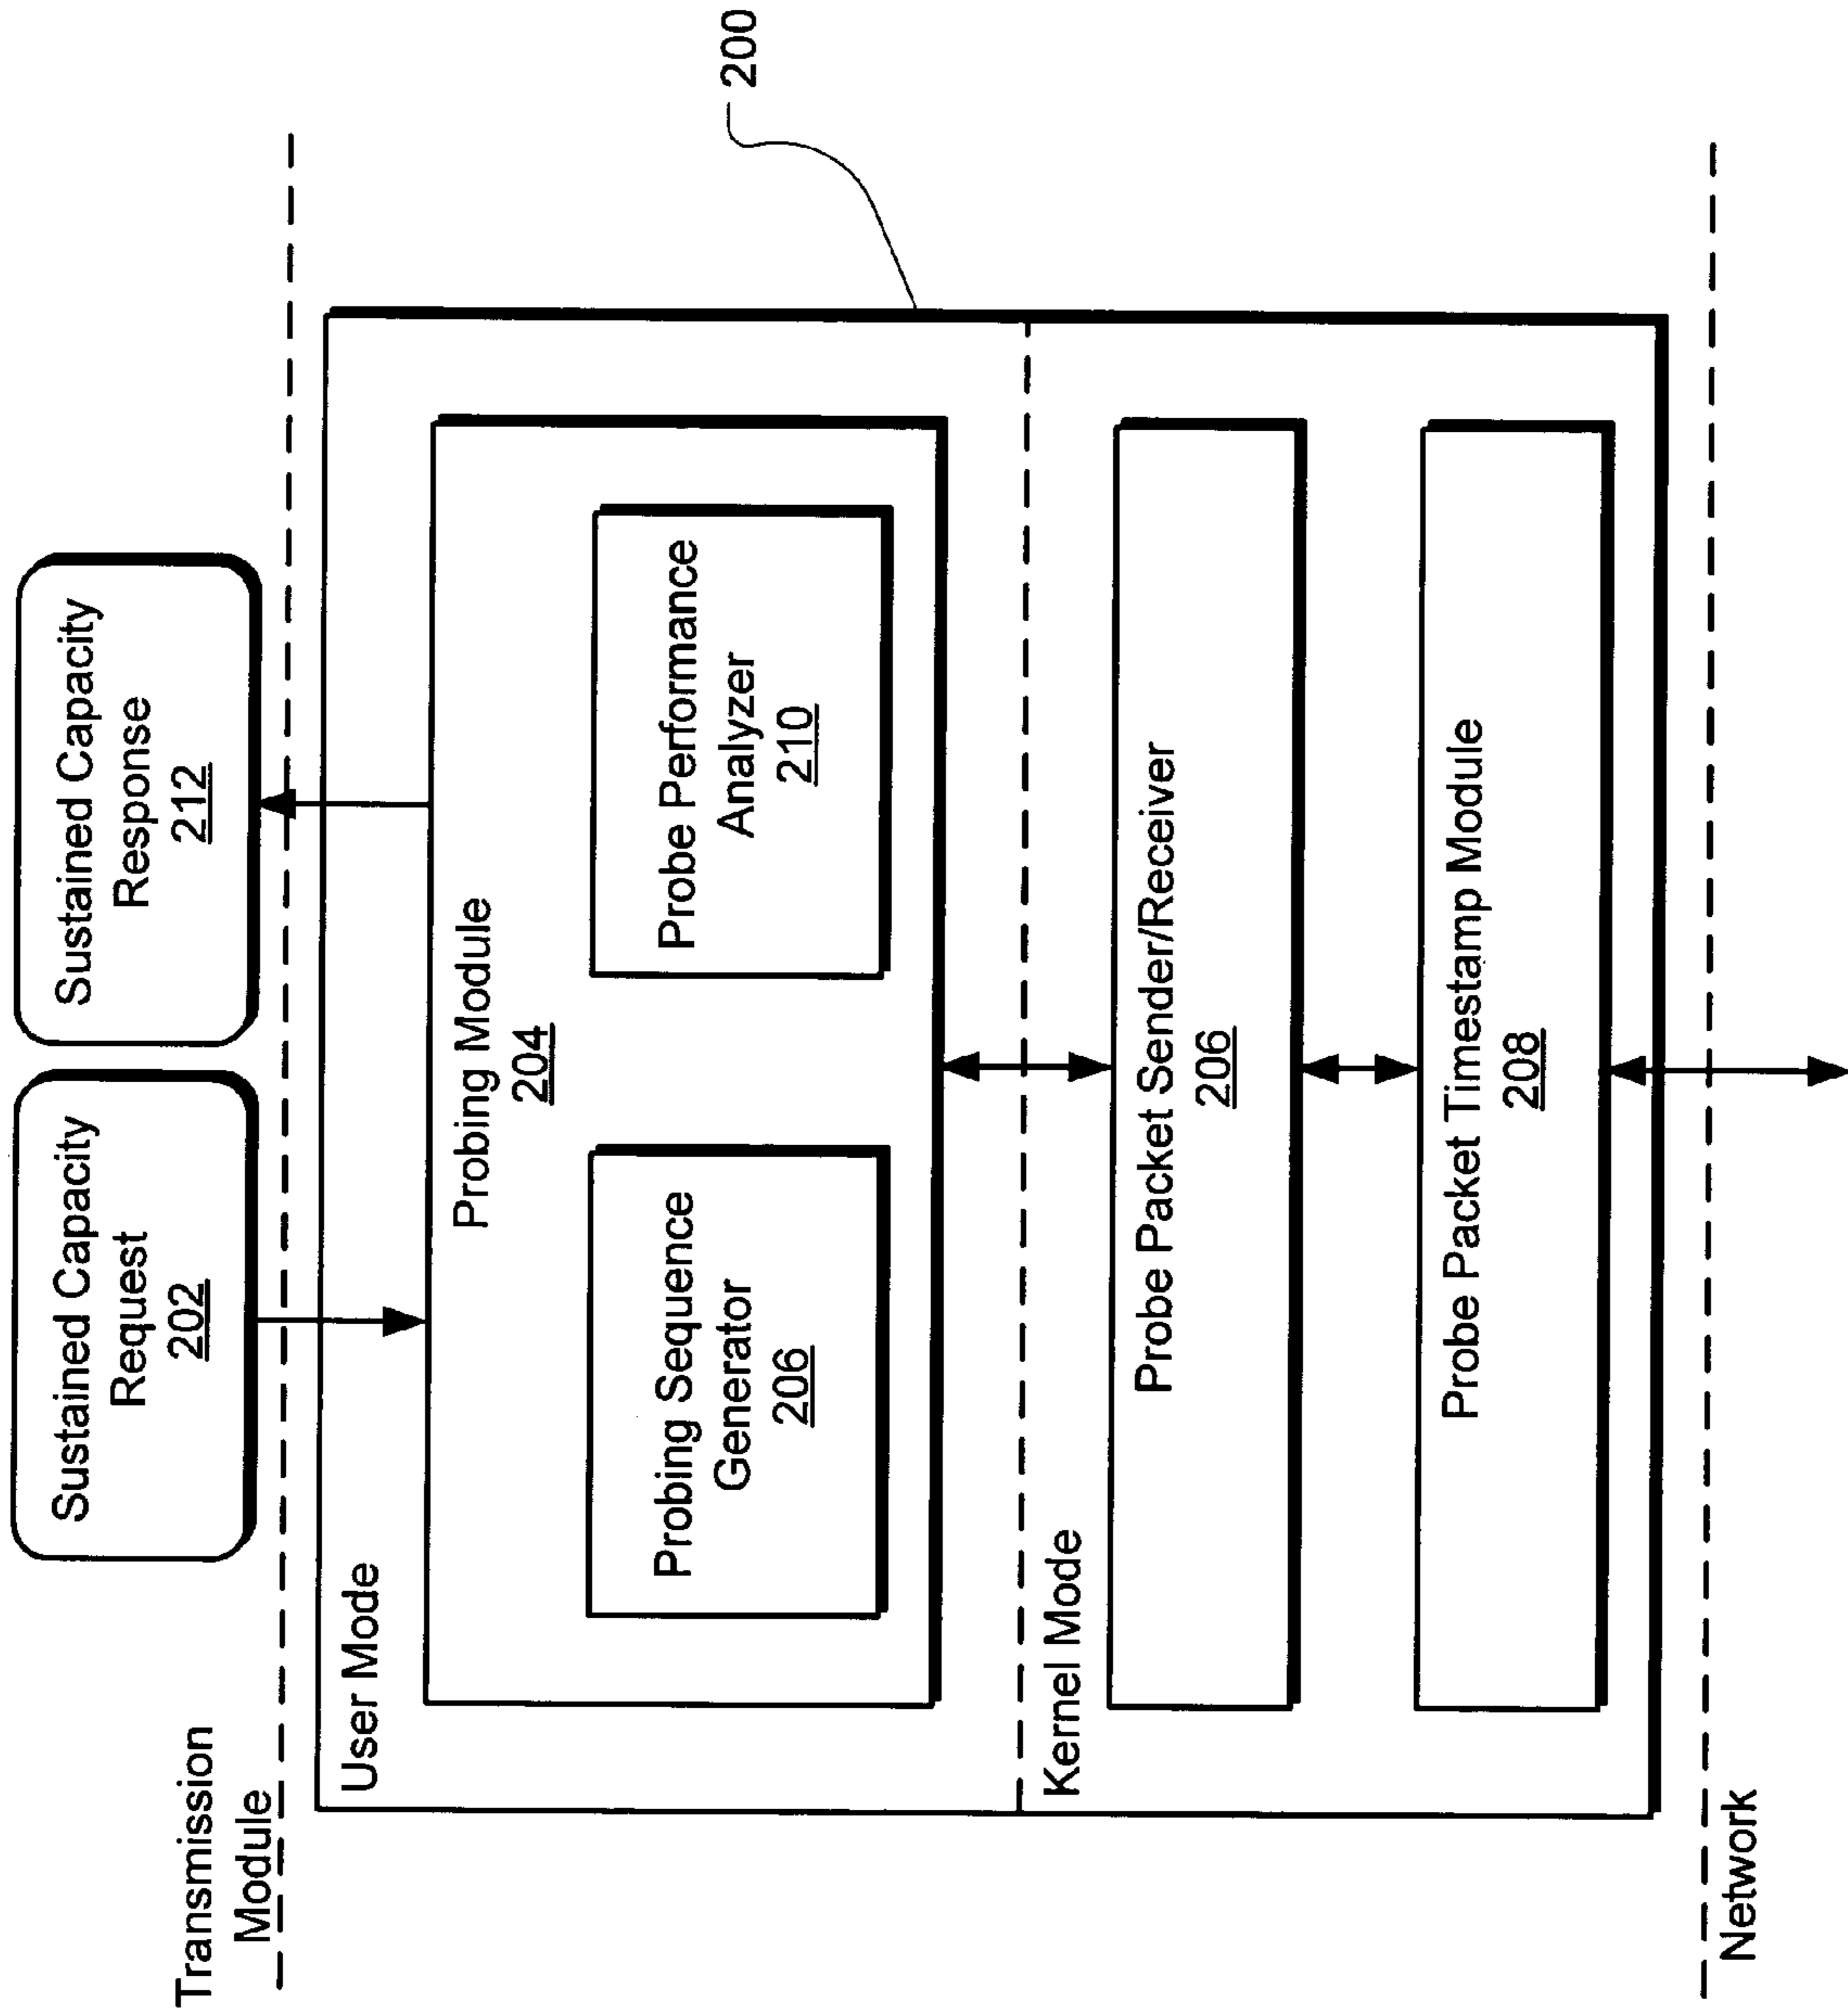 Transmission
Module
Sustained Capacity
Request
202
Sustained Capacity
Response
212
User Mode
Probing Module
204
Probing Sequence
Generator
206
Probe Performance
Analyzer
210
200
Kernel Mode
Probe Packet Sender/Receiver
206
Probe Packet Timestamp Module
208
Network